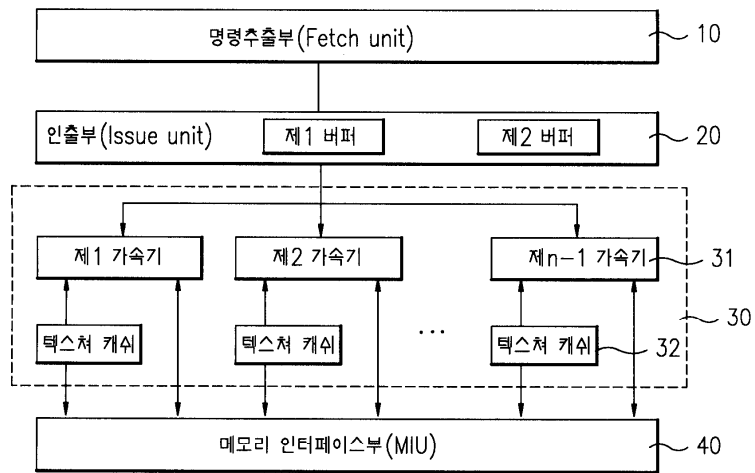 명령추출부(Fetch unit)
10
인출부(Issue unit)
제1 버퍼
제2 버퍼
20
제1 가속기
제2 가속기
제n-1 가속기
31
텍스쳐 캐쉬
텍스쳐 캐쉬
...
텍스쳐 캐쉬
32
30
메모리 인터페이스부(MIU)
40